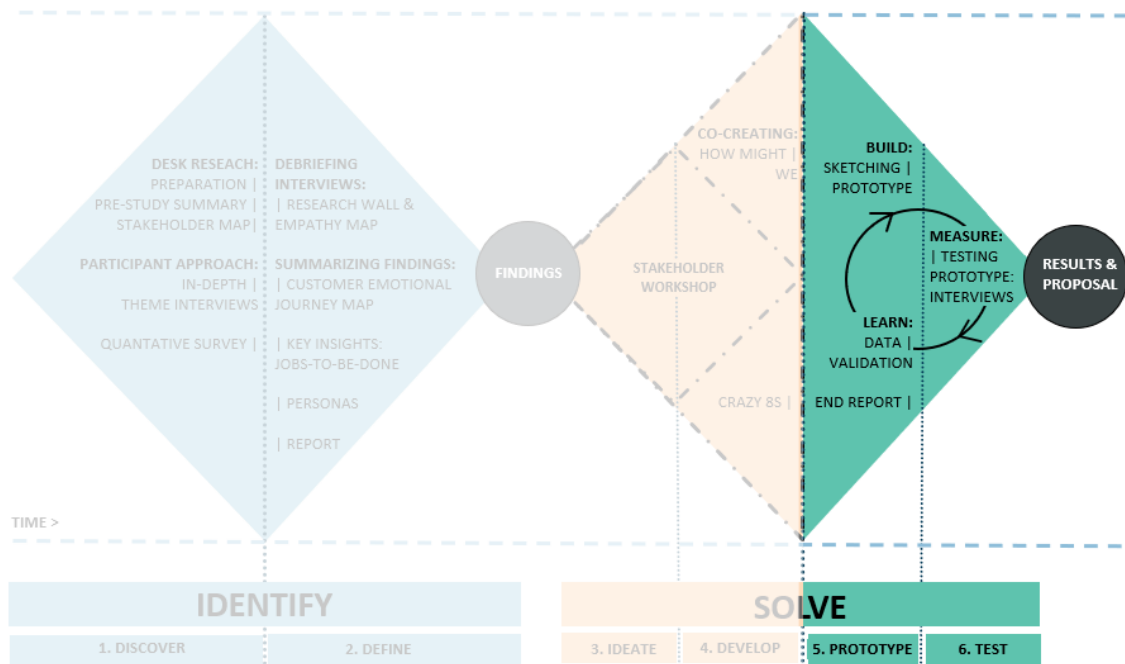 DESK RESEACH:
PREPARATION |
PRE-STUDY SUMMARY |
STAKEHOLDER MAP|
PARTICIPANT APPROACH:
IN-DEPTH |
THEME INTERVIEWS
QUANTATIVE SURVEY |
DEBRIEFING
INTERVIEWS:
| RESEARCH WALL &
EMPATHY MAP
SUMMARIZING FINDINGS:
| CUSTOMER EMOTIONAL
JOURNEY MAP
| KEY INSIGHTS:
JOBS-TO-BE-DONE
| PERSONAS
| REPORT
FINDINGS
STAKEHOLDER
WORKSHOP
CO-CREATING:
HOW MIGHT |
WE
CRAZY 8S |
BUILD:
SKETCHING |
PROTOTYPE
MEASURE:
| TESTING
PROTOTYPE:
INTERVIEWS
LEARN:
DATA |
VALIDATION
END REPORT |
RESULTS &
PROPOSAL
TIME >
IDENTIFY
SOLVE
1. DISCOVER
2. DEFINE
3. IDEATE
4. DEVELOP
5. PROTOTYPE
6. TEST